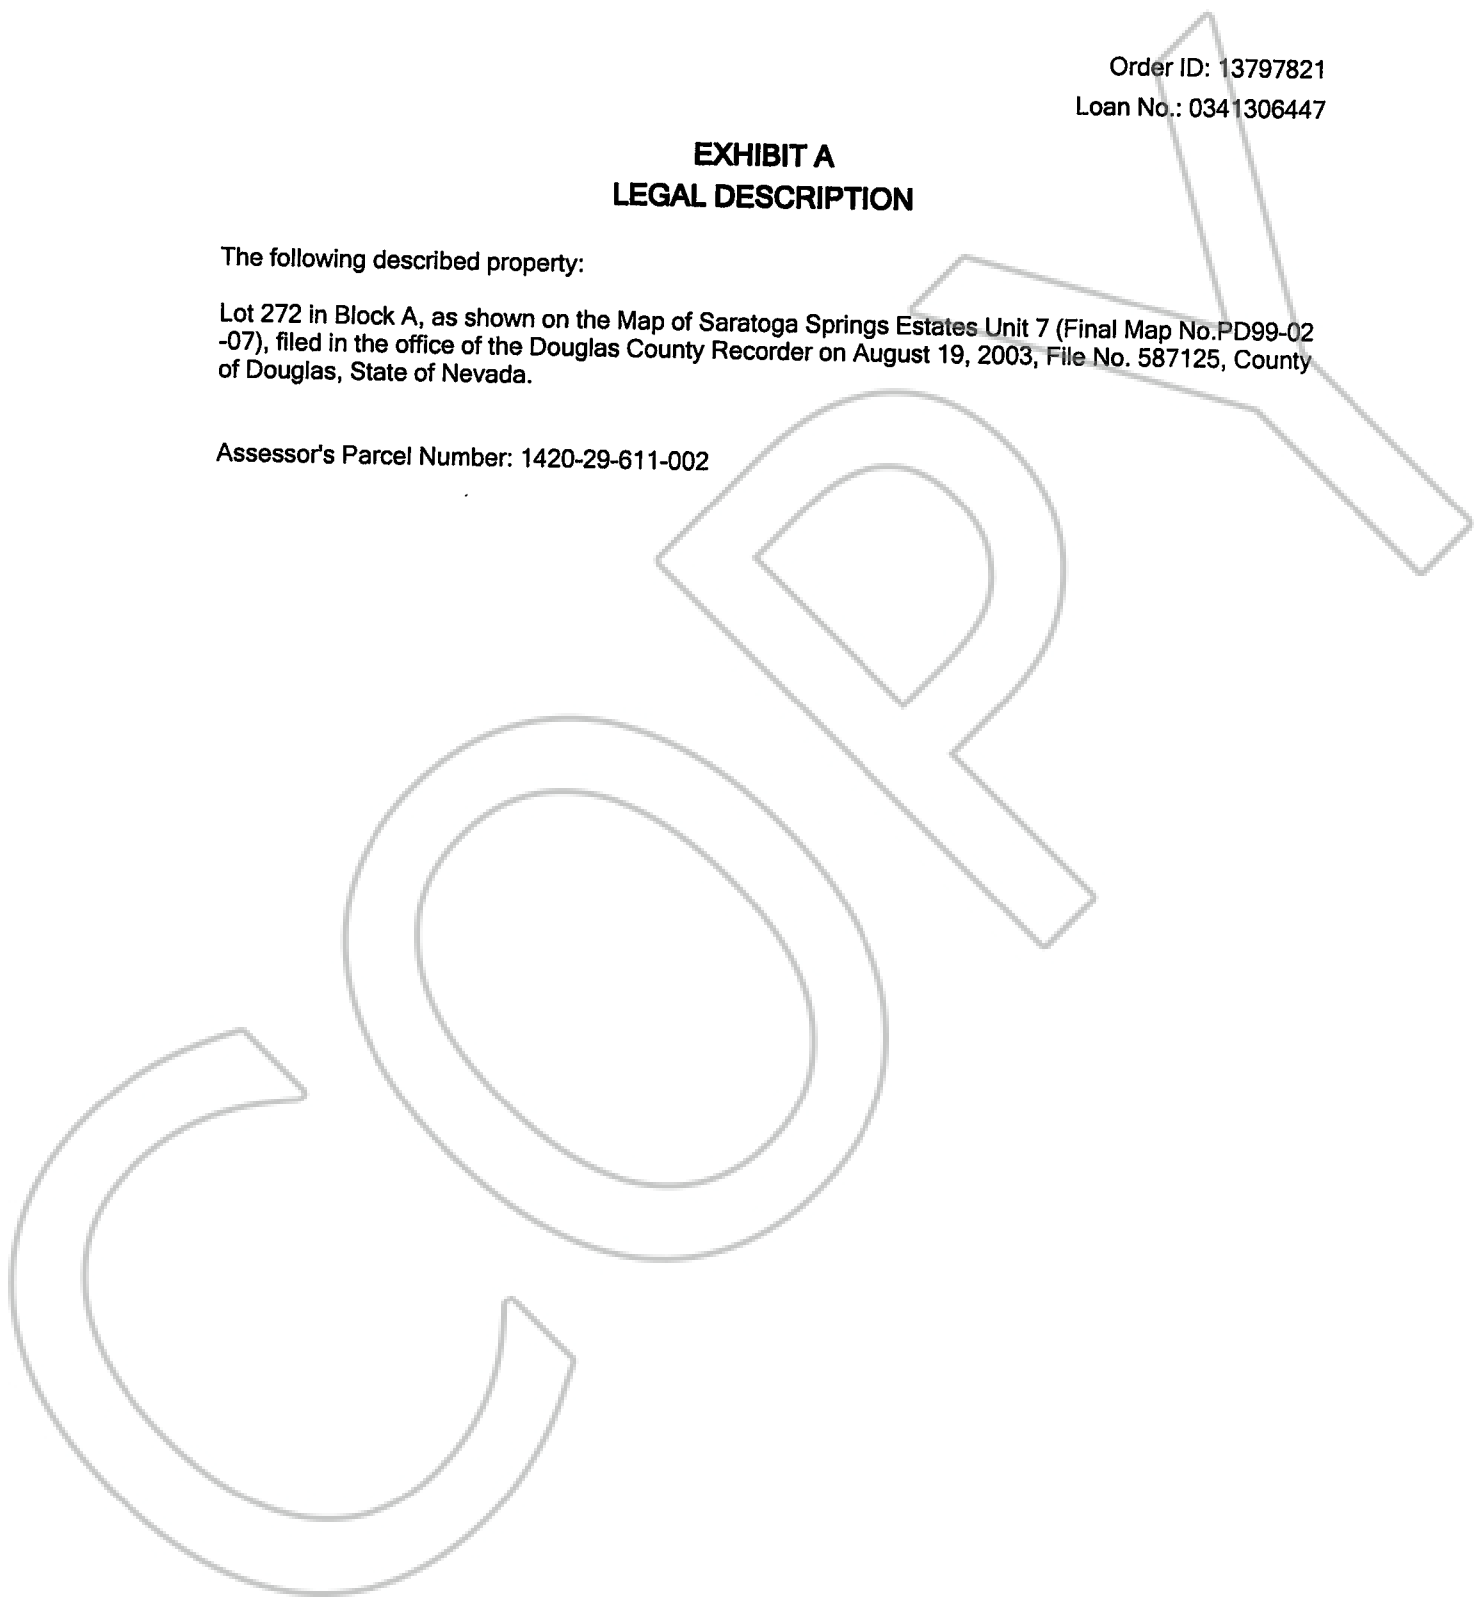 Order ID: 13797821
Loan No.: 0341306447
EXHIBIT A
LEGAL DESCRIPTION
The following described property:
Lot 272 in Block A, as shown on the Map of Saratoga Springs Estates Unit 7 (Final Map No.PD99-02
-07), filed in the office of the Douglas County Recorder on August 19, 2003, File No. 587125, County
of Douglas, State of Nevada.
Assessor's Parcel Number: 1420-29-611-002
COPY